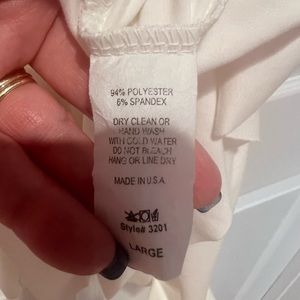 94% POLYESTER
6% SPANDEX
DRY CLEAN OR
HAND WASH
WITH COLD WATER
DO NOT BLEACH
HANG OR LINE DRY
MADE IN U.S.A.
Style# 3201
LARGE